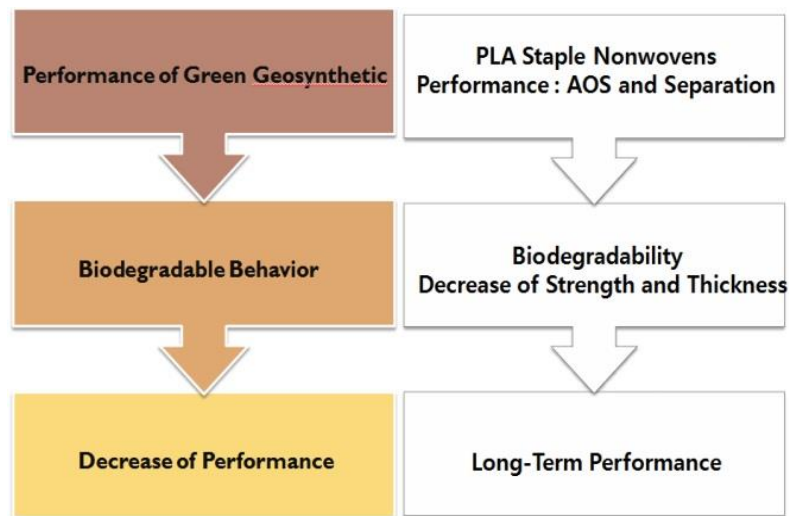 Performance of Green Geosynthetic
PLA Staple Nonwovens
Performance : AOS and Separation
Biodegradable Behavior
Biodegradability
Decrease of Strength and Thickness
Decrease of Performance
Long-Term Performance